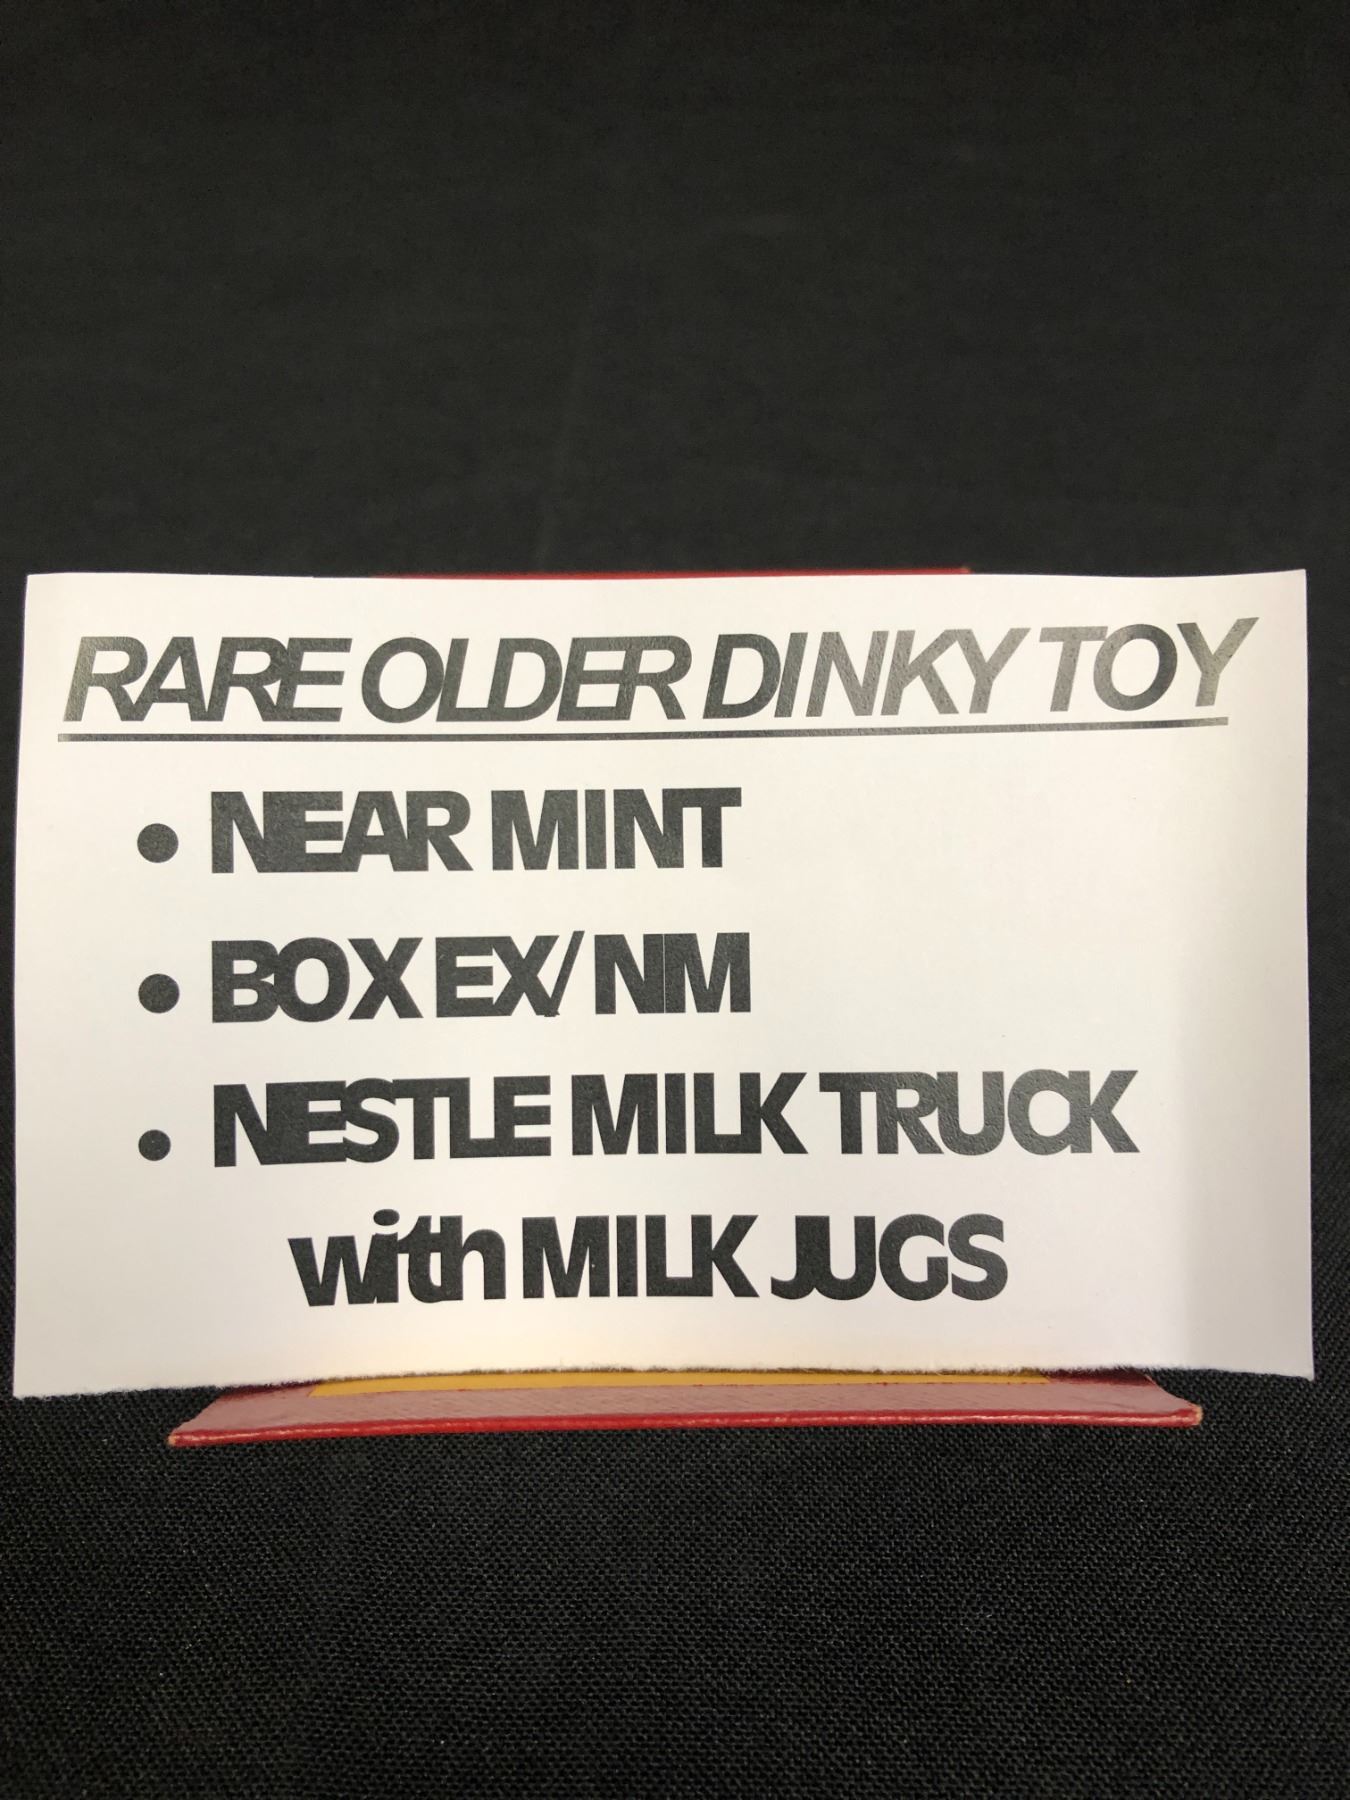 RARE OLDER DINKY TOY
• NEAR MINT
• BOX EX/NM
• NESTLE MILK TRUCK
with MILK JUGS